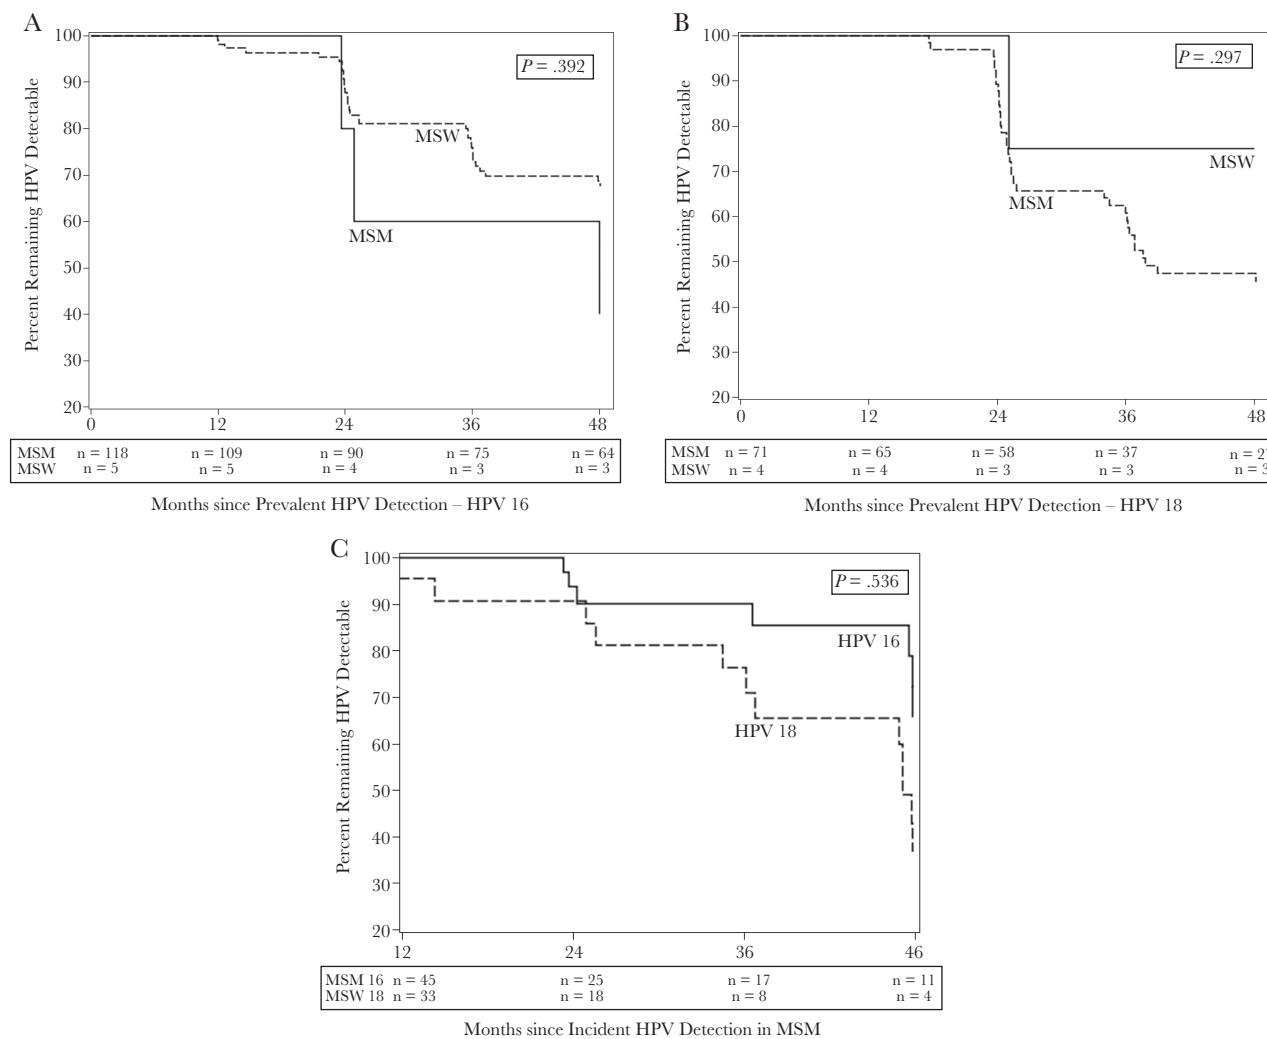 A
P = .392
Percent Remaining HPV Detectable
100
90
80
70
60
50
40
30
20
MSW
MSM
0 12 24 36 48
MSM n = 118 n = 109 n = 90 n = 75 n = 64
MSW n = 5 n = 5 n = 4 n = 3 n = 3
Months since Prevalent HPV Detection – HPV 16
B
P = .297
Percent Remaining HPV Detectable
100
90
80
70
60
50
40
30
20
MSW
MSM
0 12 24 36 48
MSM n = 71 n = 65 n = 58 n = 37 n = 27
MSW n = 4 n = 4 n = 3 n = 3 n = 3
Months since Prevalent HPV Detection – HPV 18
C
P = .536
Percent Remaining HPV Detectable
100
90
80
70
60
50
40
30
20
HPV 16
HPV 18
12 24 36 46
MSM 16 n = 45 n = 25 n = 17 n = 11
MSW 18 n = 33 n = 18 n = 8 n = 4
Months since Incident HPV Detection in MSM